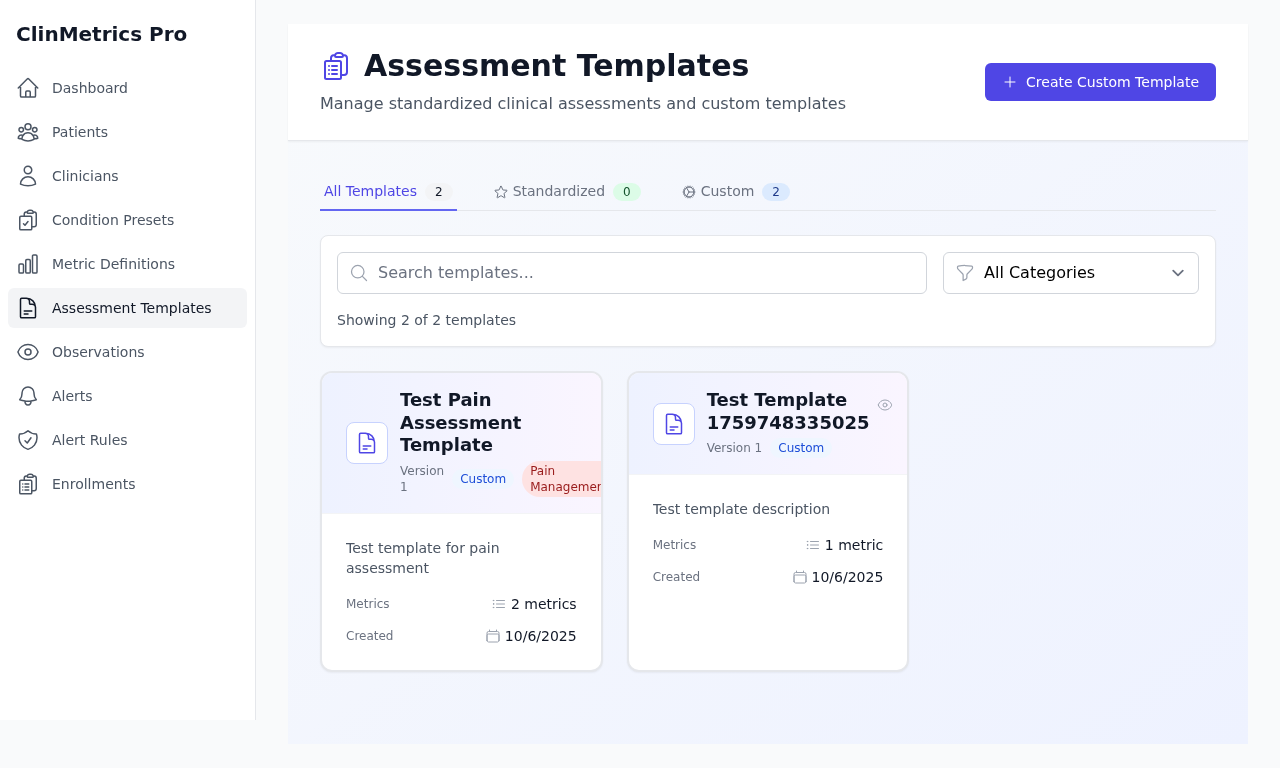 ClinMetrics Pro
Dashboard
Patients
Clinicians
Condition Presets
Metric Definitions
Assessment Templates
Observations
Alerts
Alert Rules
Enrollments
Assessment Templates
Manage standardized clinical assessments and custom templates
Create Custom Template
All Templates 2
Standardized 0
Custom 2
Search templates...
All Categories
Showing 2 of 2 templates
Test Pain
Assessment
Template
Version
1
Custom
Pain
Managemen
Test template for pain
assessment
Metrics 2 metrics
Created 10/6/2025
Test Template
1759748335025
Version 1 Custom
Test template description
Metrics 1 metric
Created 10/6/2025